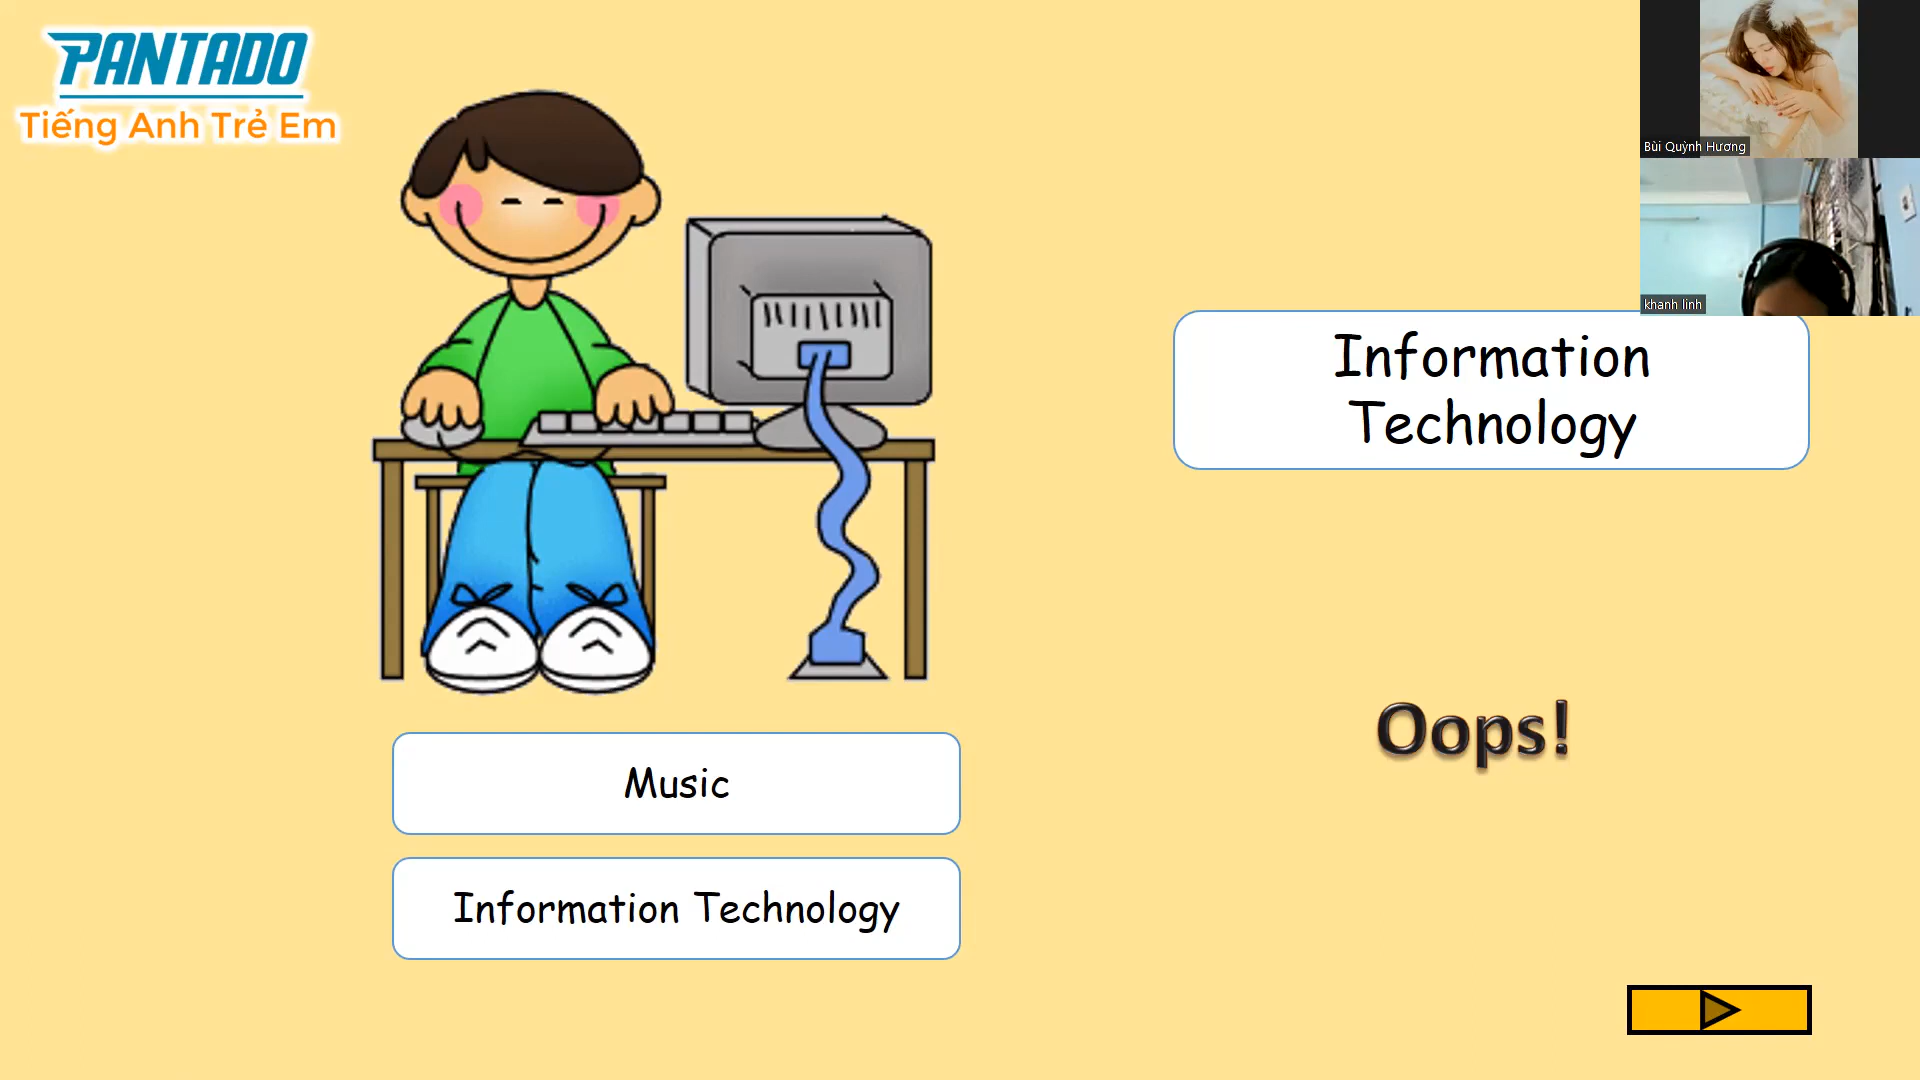 PANTADO
Tiếng Anh Trẻ Em
Bùi Quỳnh Hương
khanh linh
Information
Technology
Oops!
Music
Information Technology